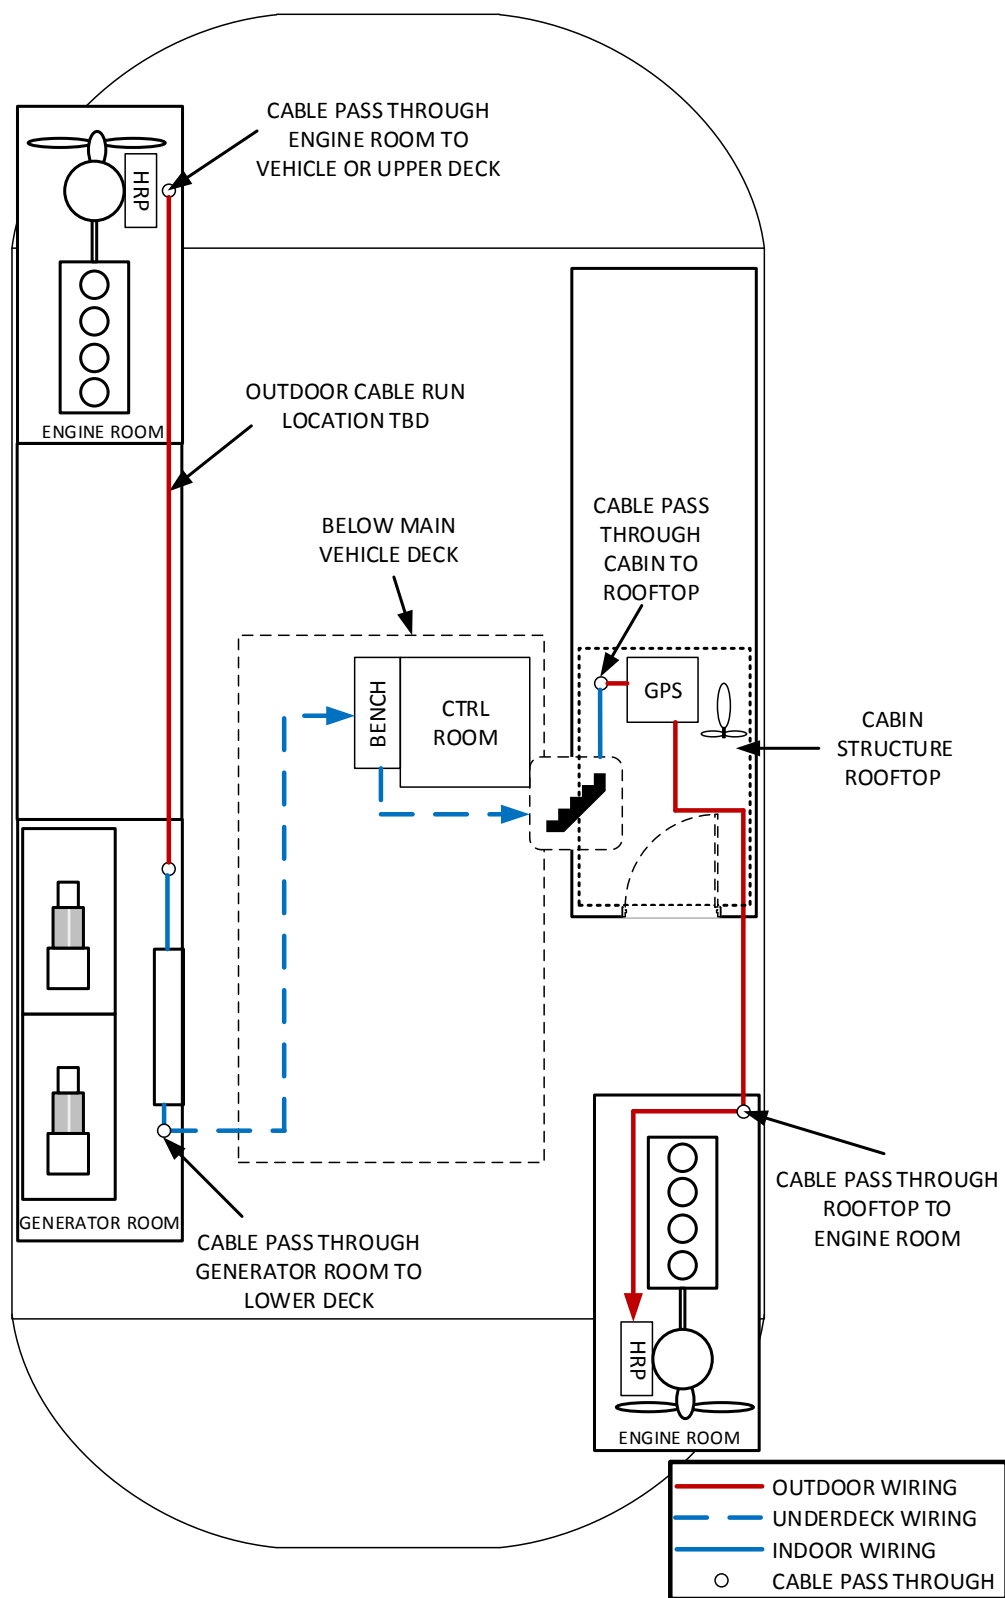 CABLE PASS THROUGH
ENGINE ROOM TO
VEHICLE OR UPPER DECK
HRP
ENGINE ROOM
OUTDOOR CABLE RUN
LOCATION TBD
BELOW MAIN
VEHICLE DECK
CABLE PASS
THROUGH
CABIN TO
ROOFTOP
BENCH
CTRL
ROOM
GPS
CABIN
STRUCTURE
ROOFTOP
GENERATOR ROOM
CABLE PASS THROUGH
GENERATOR ROOM TO
LOWER DECK
CABLE PASS THROUGH
ROOFTOP TO
ENGINE ROOM
HRP
ENGINE ROOM
OUTDOOR WIRING
UNDERDECK WIRING
INDOOR WIRING
CABLE PASS THROUGH